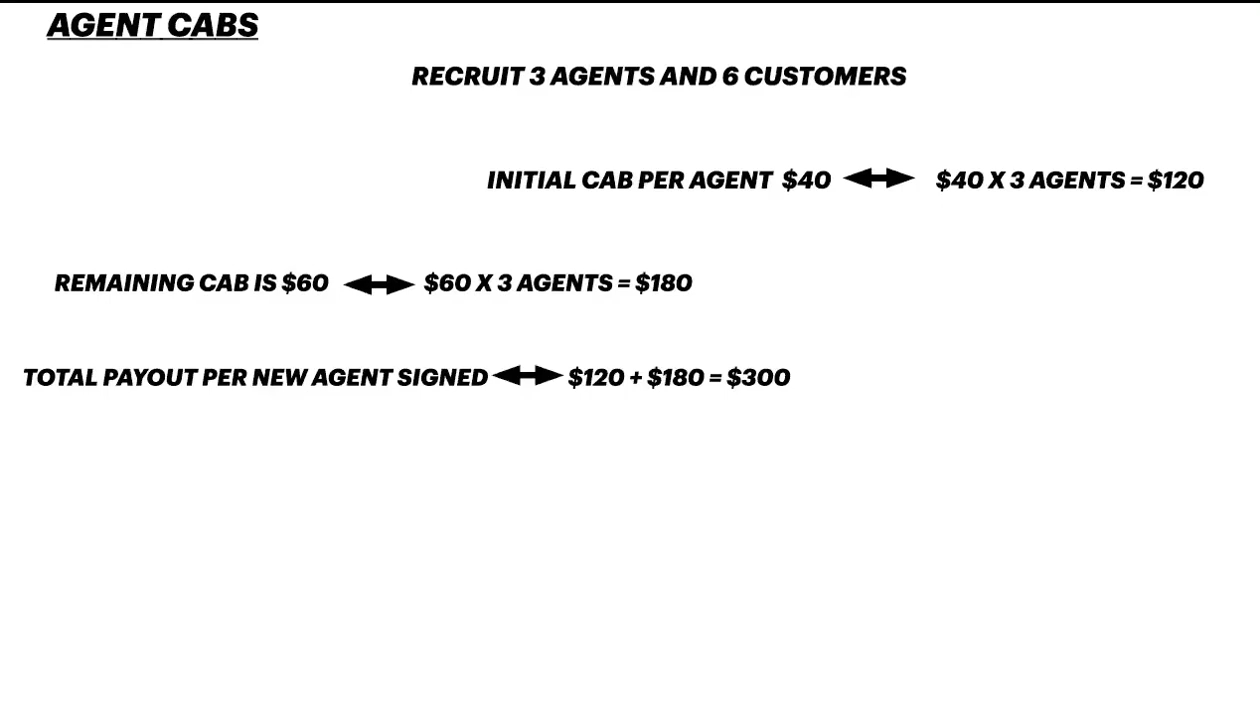 AGENT CABS
RECRUIT 3 AGENTS AND 6 CUSTOMERS
INITIAL CAB PER AGENT $40 $40 X 3 AGENTS = $120
REMAINING CAB IS $60 $60 X 3 AGENTS = $180
TOTAL PAYOUT PER NEW AGENT SIGNED $120 + $180 = $300